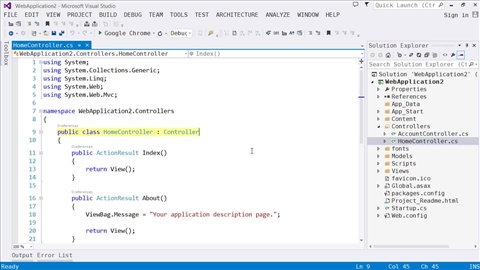 WebApplication2 - Microsoft Visual Studio
Quick Launch (Ctrl+Q)
FILE EDIT VIEW PROJECT BUILD DEBUG TEAM TOOLS TEST ARCHITECTURE ANALYZE WINDOW HELP
Sign in
Google Chrome Debug
HomeController.cs
WebApplication2.Controllers.HomeController
Index()
1 using System;
2 using System.Collections.Generic;
3 using System.Linq;
4 using System.Web;
5 using System.Web.Mvc;
6
7 namespace WebApplication2.Controllers
8 {
0 references
9 public class HomeController : Controller
10 {
0 references
11 public ActionResult Index()
12 {
13 return View();
14 }
15
0 references
16 public ActionResult About()
17 {
18 ViewBag.Message = "Your application description page.";
19
20 return View();
21 }
Toolbox
Solution Explorer
Search Solution Explorer (Ctrl+;)
Solution 'WebApplication2'
WebApplication2
Properties
References
App_Data
App_Start
Content
Controllers
AccountController.cs
HomeController.cs
fonts
Models
Scripts
Views
favicon.ico
Global.asax
packages.config
Project_Readme.html
Startup.cs
Web.config
Output Error List
Ready
Ln 9
Col 45
Ch 45
INS